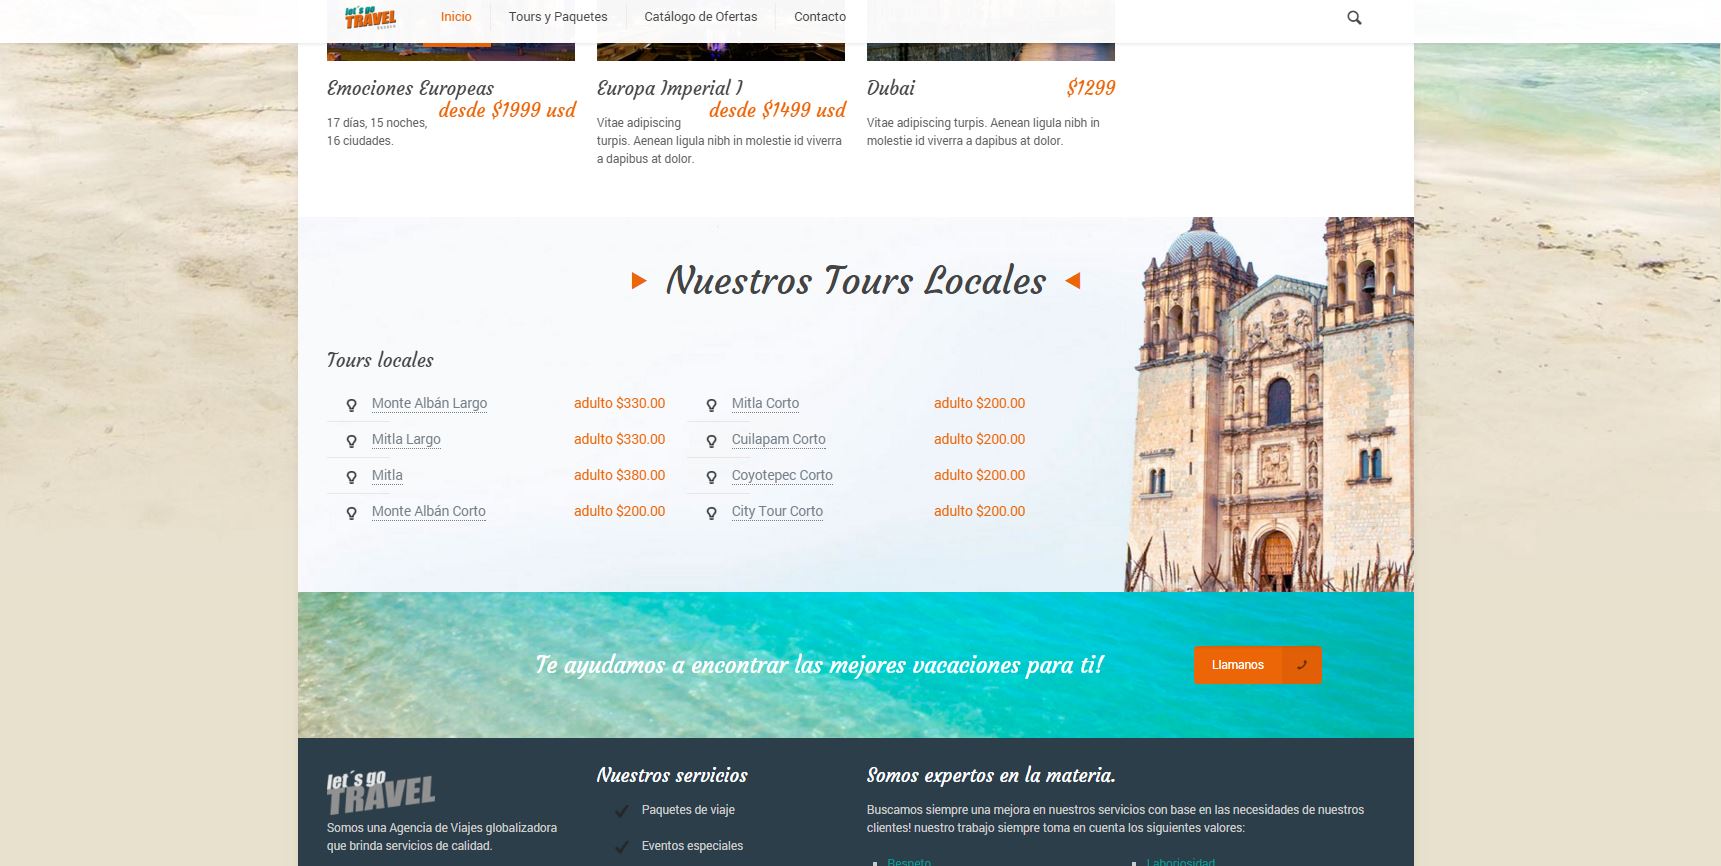 let´s go
TRAVEL
Inicio
Tours y Paquetes
Catálogo de Ofertas
Contacto
Emociones Europeas
desde $1999 usd
17 días, 15 noches,
16 ciudades.
Europa Imperial I
desde $1499 usd
Vitae adipiscing
turpis. Aenean ligula nibh in molestie id viverra
a dapibus at dolor.
Dubai
$1299
Vitae adipiscing turpis. Aenean ligula nibh in
molestie id viverra a dapibus at dolor.
Nuestros Tours Locales
Tours locales
Monte Albán Largo adulto $330.00
Mitla Largo adulto $330.00
Mitla adulto $380.00
Monte Albán Corto adulto $200.00
Mitla Corto adulto $200.00
Cuilapam Corto adulto $200.00
Coyotepec Corto adulto $200.00
City Tour Corto adulto $200.00
Te ayudamos a encontrar las mejores vacaciones para ti!
Llamanos
let´s go
TRAVEL
Somos una Agencia de Viajes globalizadora
que brinda servicios de calidad.
Nuestros servicios
Paquetes de viaje
Eventos especiales
Somos expertos en la materia.
Buscamos siempre una mejora en nuestros servicios con base en las necesidades de nuestros
clientes! nuestro trabajo siempre toma en cuenta los siguientes valores:
Respeto
Laboriosidad